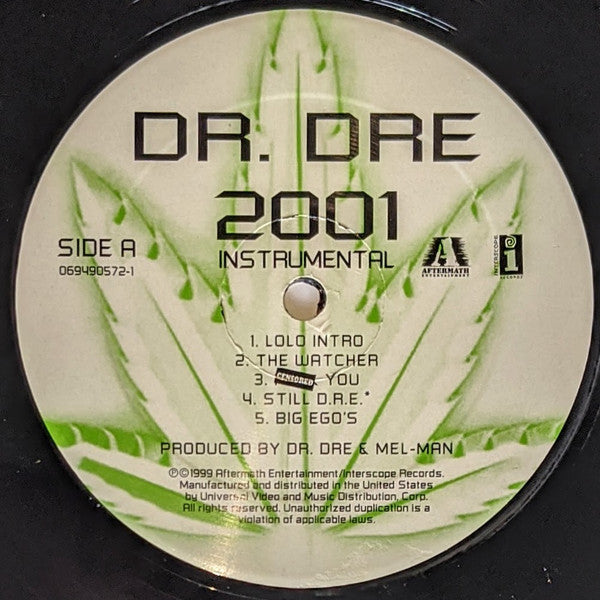 DR. DRE
2001
INSTRUMENTAL
SIDE A
069490572-1
A
AFTERMATH
ENTERTAINMENT
INTERSCOPE
i
RECORDS
1. LOLO INTRO
2. THE WATCHER
3. CENSORED YOU
4. STILL D.R.E.*
5. BIG EGO'S
PRODUCED BY DR. DRE & MEL-MAN
℗©1999 Aftermath Entertainment/Interscope Records.
Manufactured and distributed in the United States
by Universal Video and Music Distribution, Corp.
All rights reserved. Unauthorized duplication is a
violation of applicable laws.